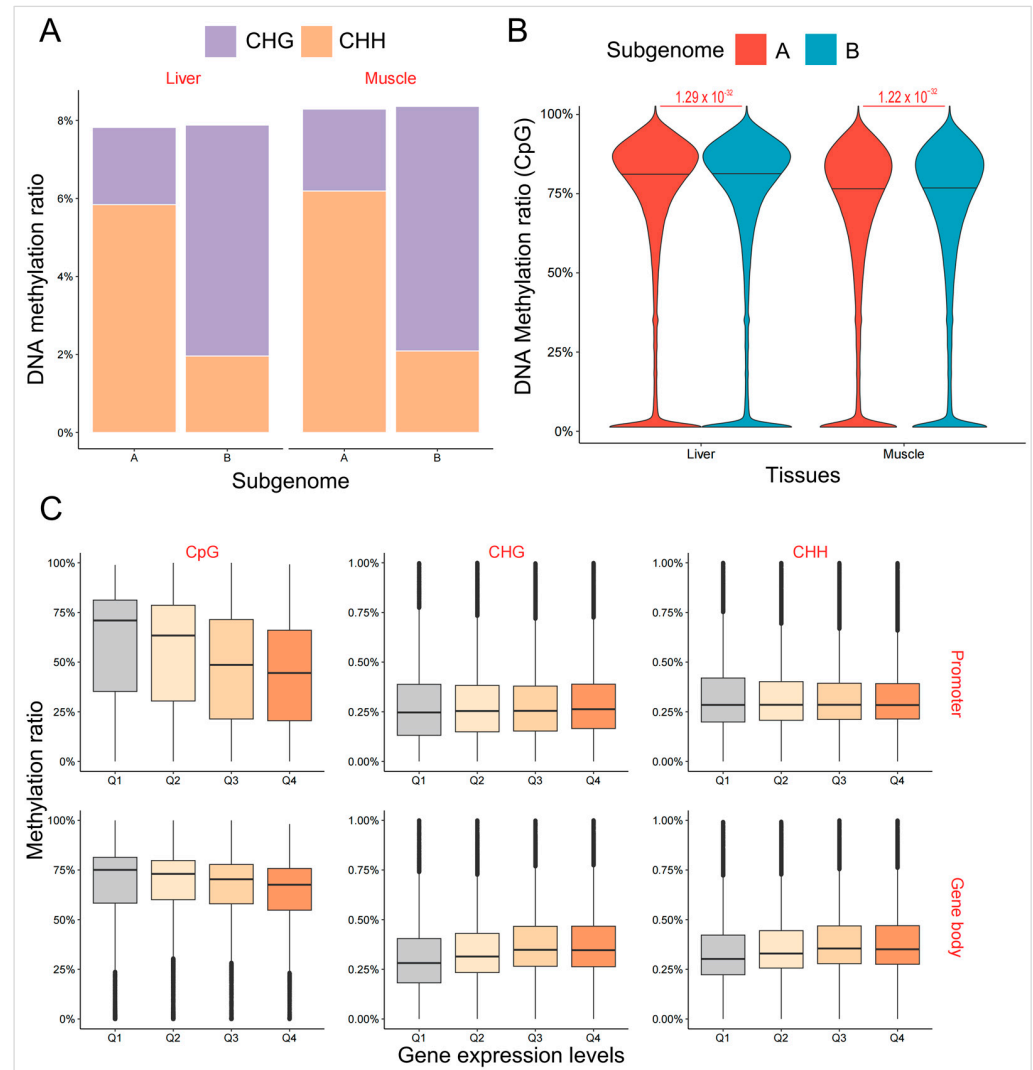 A
CHG CHH
Liver Muscle
DNA methylation ratio
8%
6%
4%
2%
0%
A B A B
Subgenome
B
Subgenome A B
1.29 x 10-32 1.22 x 10-32
DNA Methylation ratio (CpG)
100%
75%
50%
25%
0%
Liver Muscle
Tissues
C
CpG CHG CHH
Methylation ratio
100%
75%
50%
25%
0%
Q1 Q2 Q3 Q4
1.00%
0.75%
0.50%
0.25%
0.00%
Q1 Q2 Q3 Q4
1.00%
0.75%
0.50%
0.25%
0.00%
Q1 Q2 Q3 Q4
Promoter
100%
75%
50%
25%
0%
Q1 Q2 Q3 Q4
1.00%
0.75%
0.50%
0.25%
0.00%
Q1 Q2 Q3 Q4
1.00%
0.75%
0.50%
0.25%
0.00%
Q1 Q2 Q3 Q4
Gene body
Gene expression levels